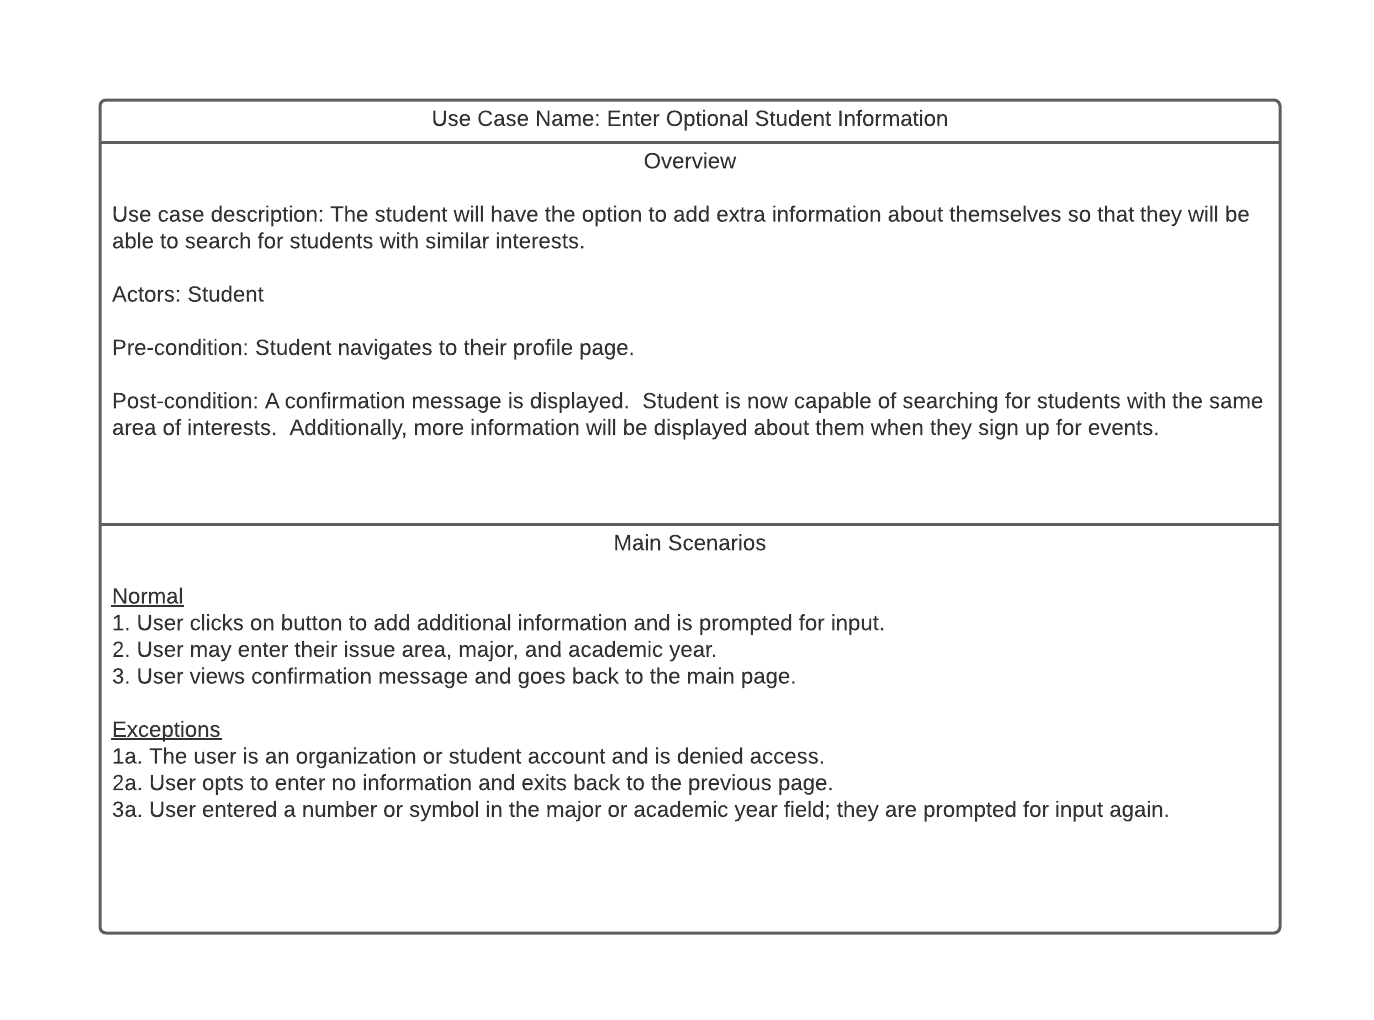 Use Case Name: Enter Optional Student Information
Overview
Use case description: The student will have the option to add extra information about themselves so that they will be
able to search for students with similar interests.
Actors: Student
Pre-condition: Student navigates to their profile page.
Post-condition: A confirmation message is displayed.  Student is now capable of searching for students with the same
area of interests.  Additionally, more information will be displayed about them when they sign up for events.
Main Scenarios
Normal
1. User clicks on button to add additional information and is prompted for input.
2. User may enter their issue area, major, and academic year.
3. User views confirmation message and goes back to the main page.
Exceptions
1a. The user is an organization or student account and is denied access.
2a. User opts to enter no information and exits back to the previous page.
3a. User entered a number or symbol in the major or academic year field; they are prompted for input again.